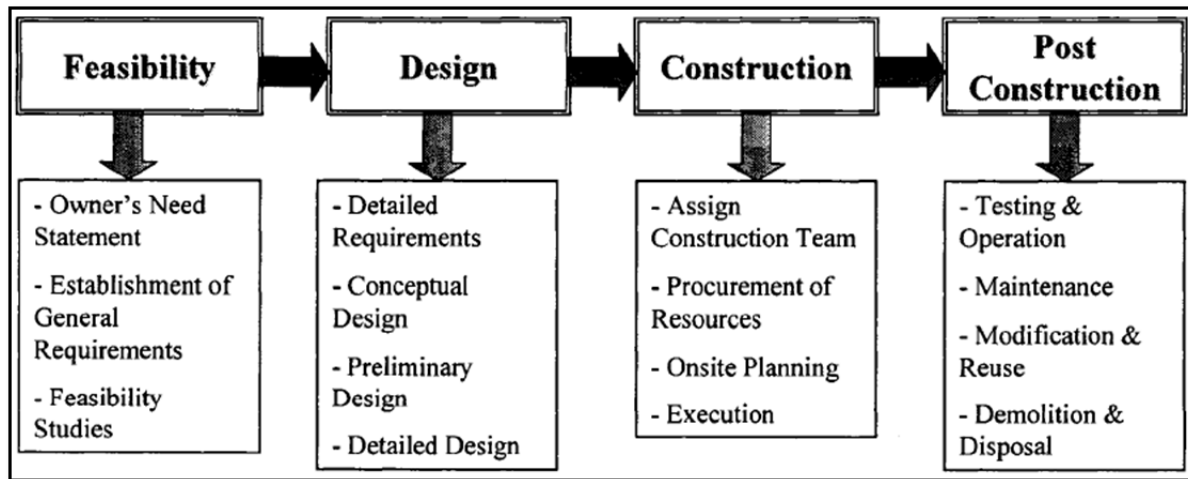 Feasibility
Design
Construction
Post
Construction
- Owner's Need
Statement
- Establishment of
General
Requirements
- Feasibility
Studies
- Detailed
Requirements
- Conceptual
Design
- Preliminary
Design
- Detailed Design
- Assign
Construction Team
- Procurement of
Resources
- Onsite Planning
- Execution
- Testing &
Operation
- Maintenance
- Modification &
Reuse
- Demolition &
Disposal